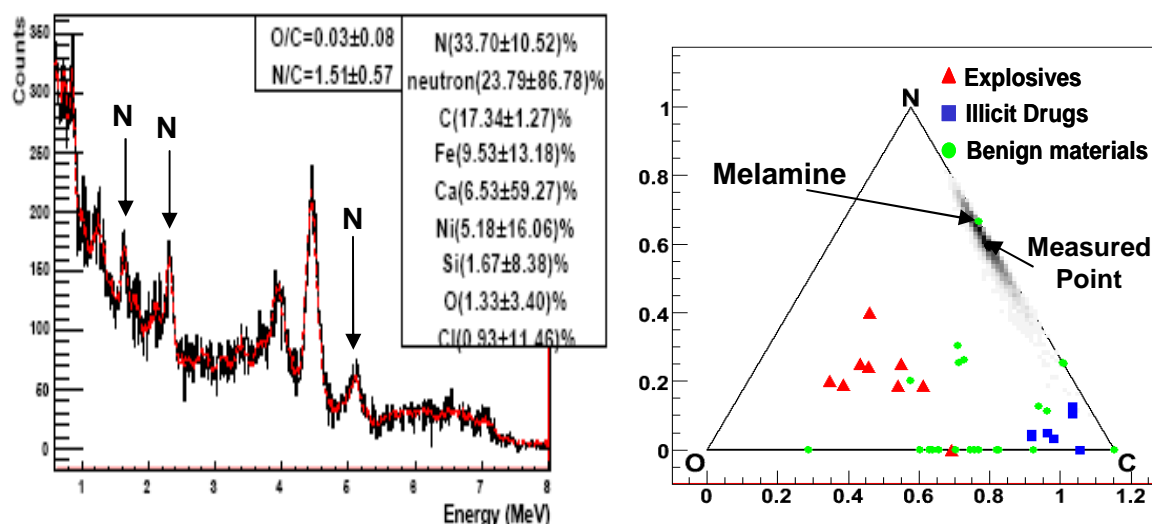 Counts
350
300
250
200
150
100
50
0
O/C=0.03±0.08
N/C=1.51±0.57
N(33.70±10.52)%
neutron(23.79±86.78)%
C(17.34±1.27)%
Fe(9.53±13.18)%
Ca(6.53±59.27)%
Ni(5.18±16.06)%
Si(1.67±8.38)%
O(1.33±3.40)%
Cl(0.93±11.46)%
N
N
N
1 2 3 4 5 6 7 8
Energy (MeV)
Explosives
Illicit Drugs
Benign materials
N
Melamine
Measured
Point
1
0.8
0.6
0.4
0.2
0
O
C
0 0.2 0.4 0.6 0.8 1 1.2